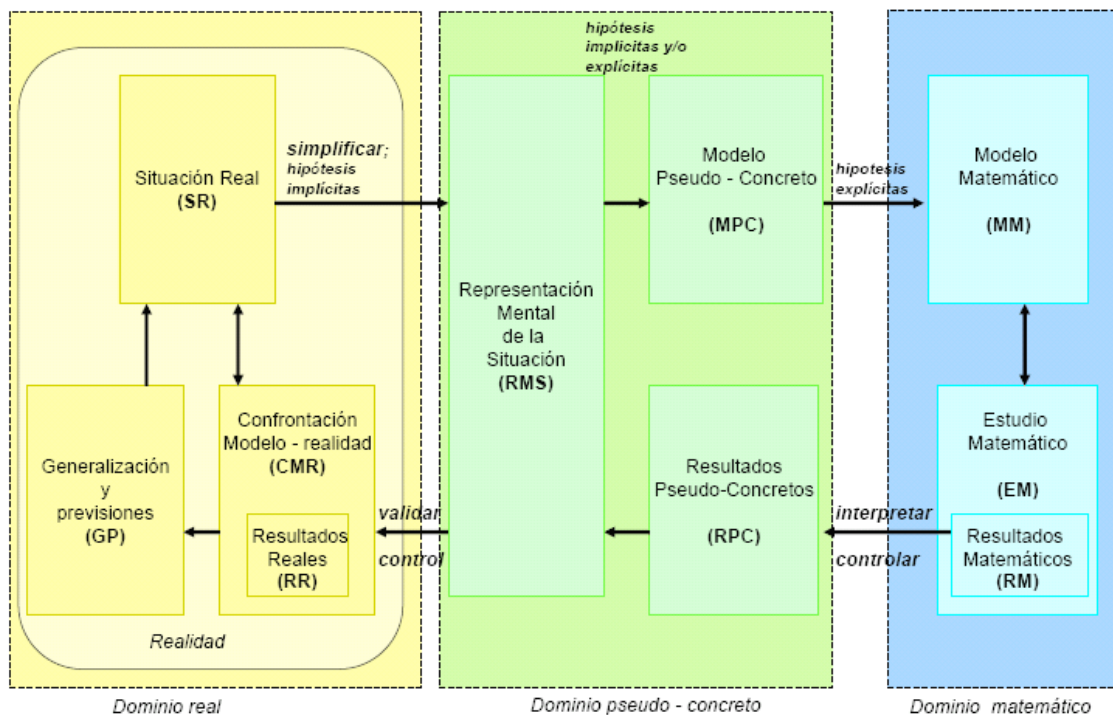 hipótesis
implicitas y/o
explícitas
Situación Real
(SR)
simplificar;
hipótesis
implícitas
Modelo
Pseudo - Concreto
(MPC)
hipotesis
explícitas
Modelo
Matemático
(MM)
Representación
Mental
de la
Situación
(RMS)
Generalización
y
previsiones
(GP)
Confrontación
Modelo - realidad
(CMR)
Resultados
Reales
(RR)
validar
control
Resultados
Pseudo-Concretos
(RPC)
interpretar
controlar
Estudio
Matemático
(EM)
Resultados
Matemáticos
(RM)
Realidad
Dominio real
Dominio pseudo - concreto
Dominio matemático